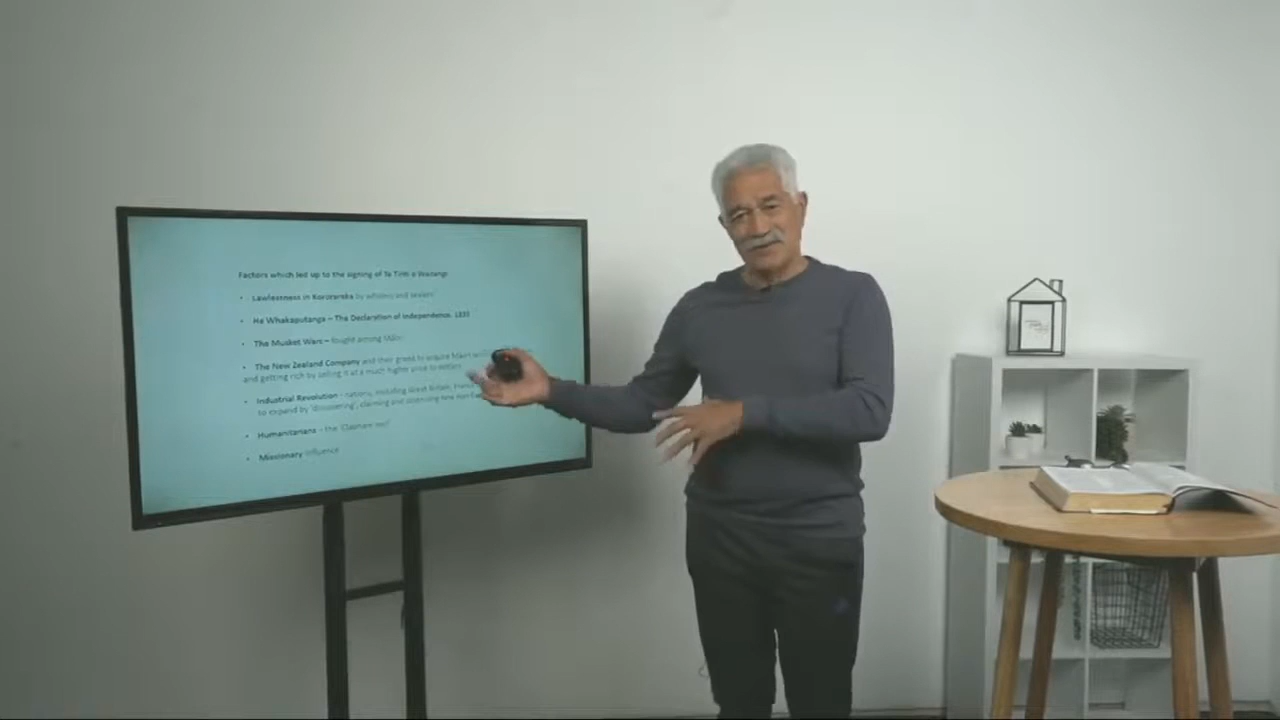 Factors which led up to the signing of Te Tiriti o Waitangi
• Lawlessness in Kororareka by whalers and sealers
• He Whakaputanga – The Declaration of Independence, 1835
• The Musket Wars – fought among Māori
• The New Zealand Company and their greed to acquire Māori
and getting rich by selling it at a much higher price to settlers
• Industrial Revolution - nations, including Great Britain,
to expand by 'discovering', claiming and
• Humanitarians – the 'Clapham sect'
• Missionary influence